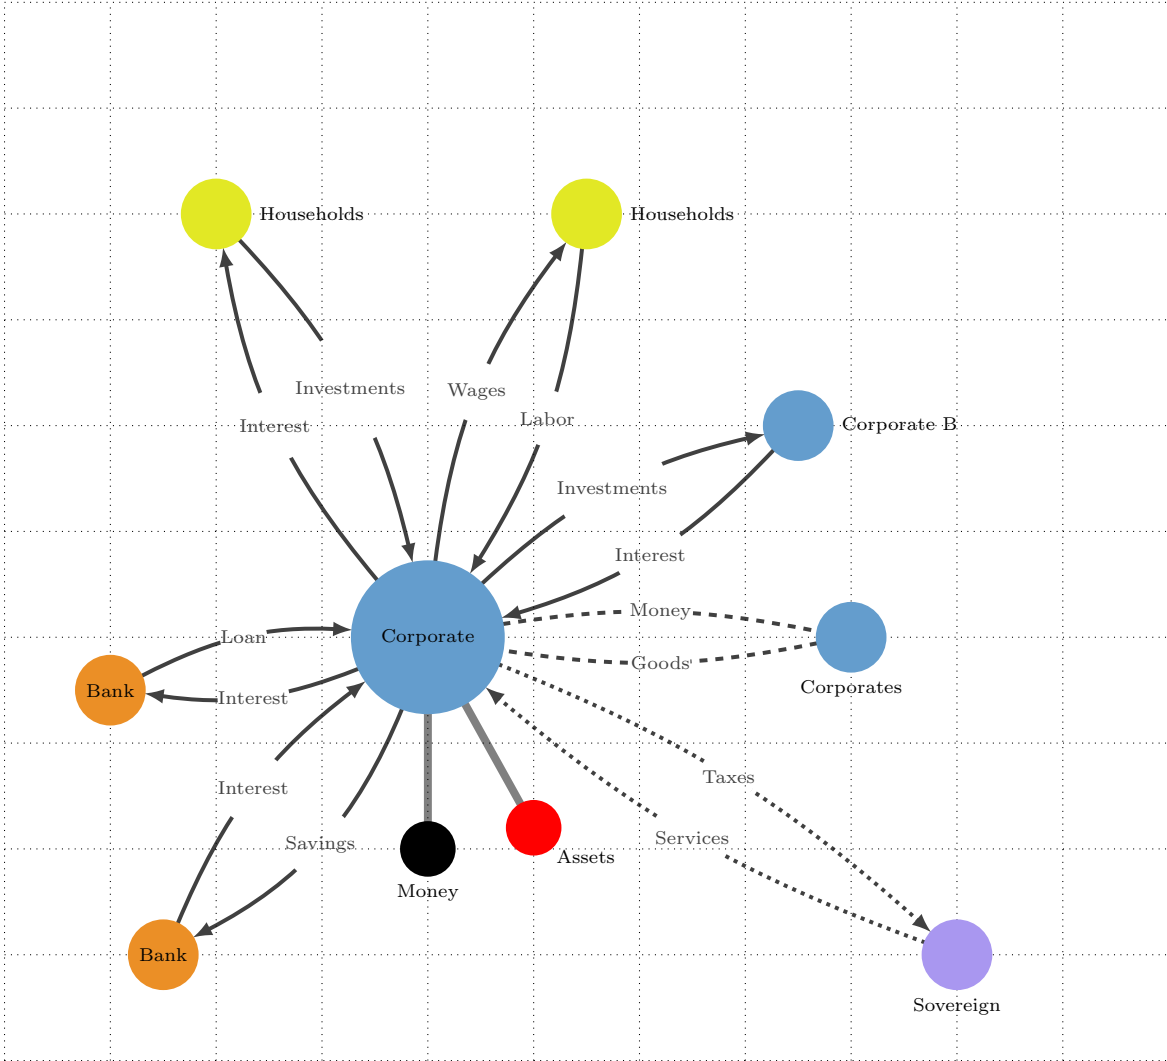 Households
Households
Investments
Wages
Labor
Interest
Corporate B
Investments
Interest
Money
Loan
Corporate
Goods
Corporates
Bank
Interest
Taxes
Interest
Services
Savings
Assets
Money
Bank
Sovereign